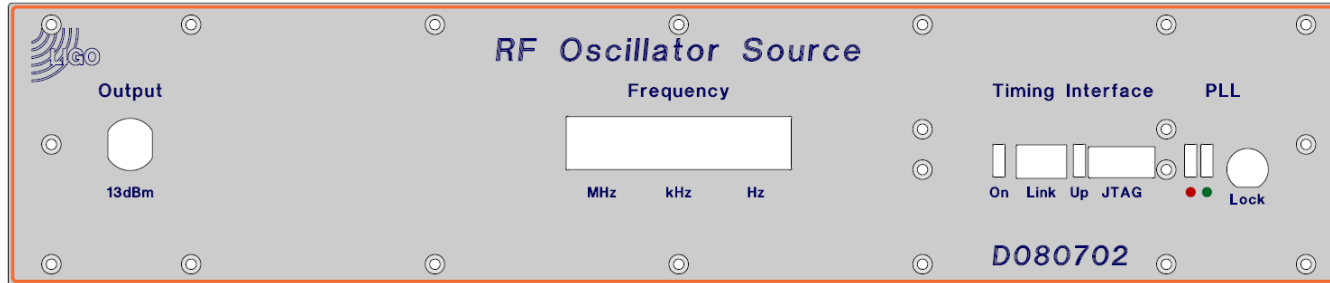 LIGO
RF Oscillator Source
Output
Frequency
Timing Interface
PLL
13dBm
MHz kHz Hz
On Link Up JTAG
Lock
D080702